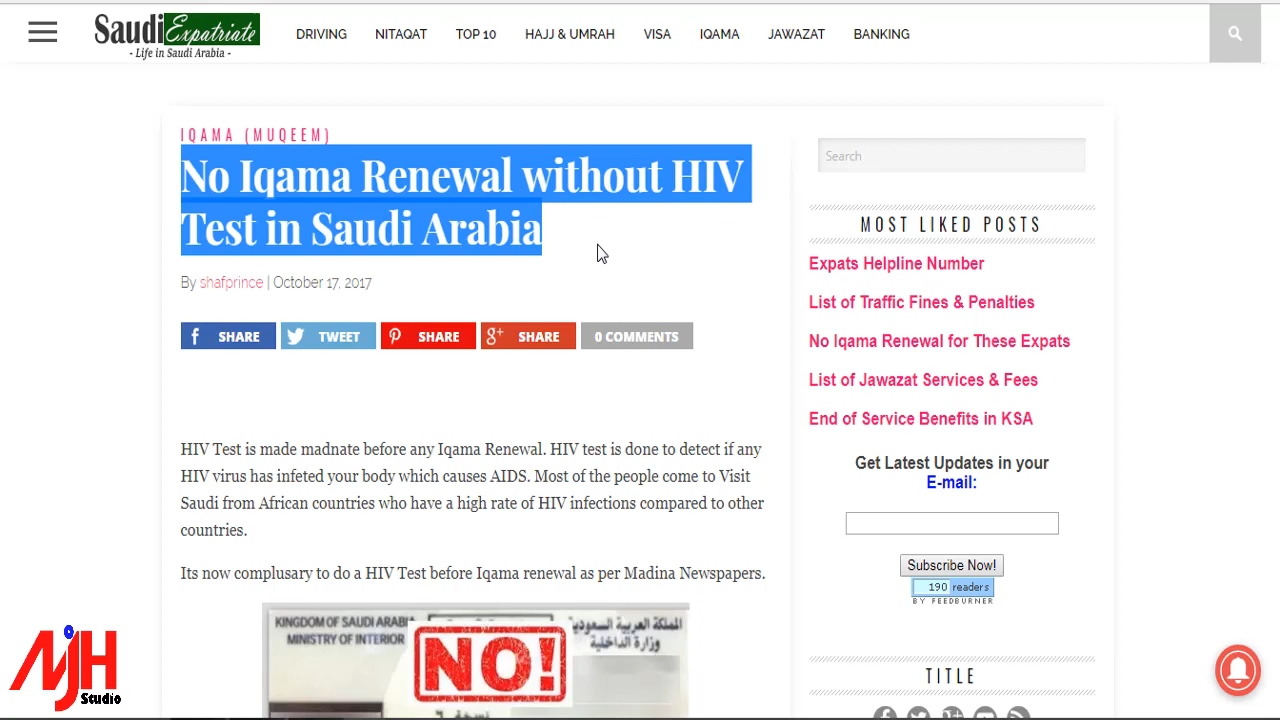 Saudi Expatriate
- Life in Saudi Arabia -
DRIVING NITAQAT TOP 10 HAJJ & UMRAH VISA IQAMA JAWAZAT BANKING
IQAMA (MUQEEM)
No Iqama Renewal without HIV
Test in Saudi Arabia
By shafprince | October 17, 2017
SHARE TWEET SHARE SHARE 0 COMMENTS
HIV Test is made madnate before any Iqama Renewal. HIV test is done to detect if any
HIV virus has infeted your body which causes AIDS. Most of the people come to Visit
Saudi from African countries who have a high rate of HIV infections compared to other
countries.
Its now complusary to do a HIV Test before Iqama renewal as per Madina Newspapers.
KINGDOM OF SAUDI ARABIA
MINISTRY OF INTERIOR
المملكة العربية السعودية
وزارة الداخلية
NO!
Search
MOST LIKED POSTS
Expats Helpline Number
List of Traffic Fines & Penalties
No Iqama Renewal for These Expats
List of Jawazat Services & Fees
End of Service Benefits in KSA
Get Latest Updates in your
E-mail:
Subscribe Now!
190 readers
BY FEEDBURNER
TITLE
MJH
Studio